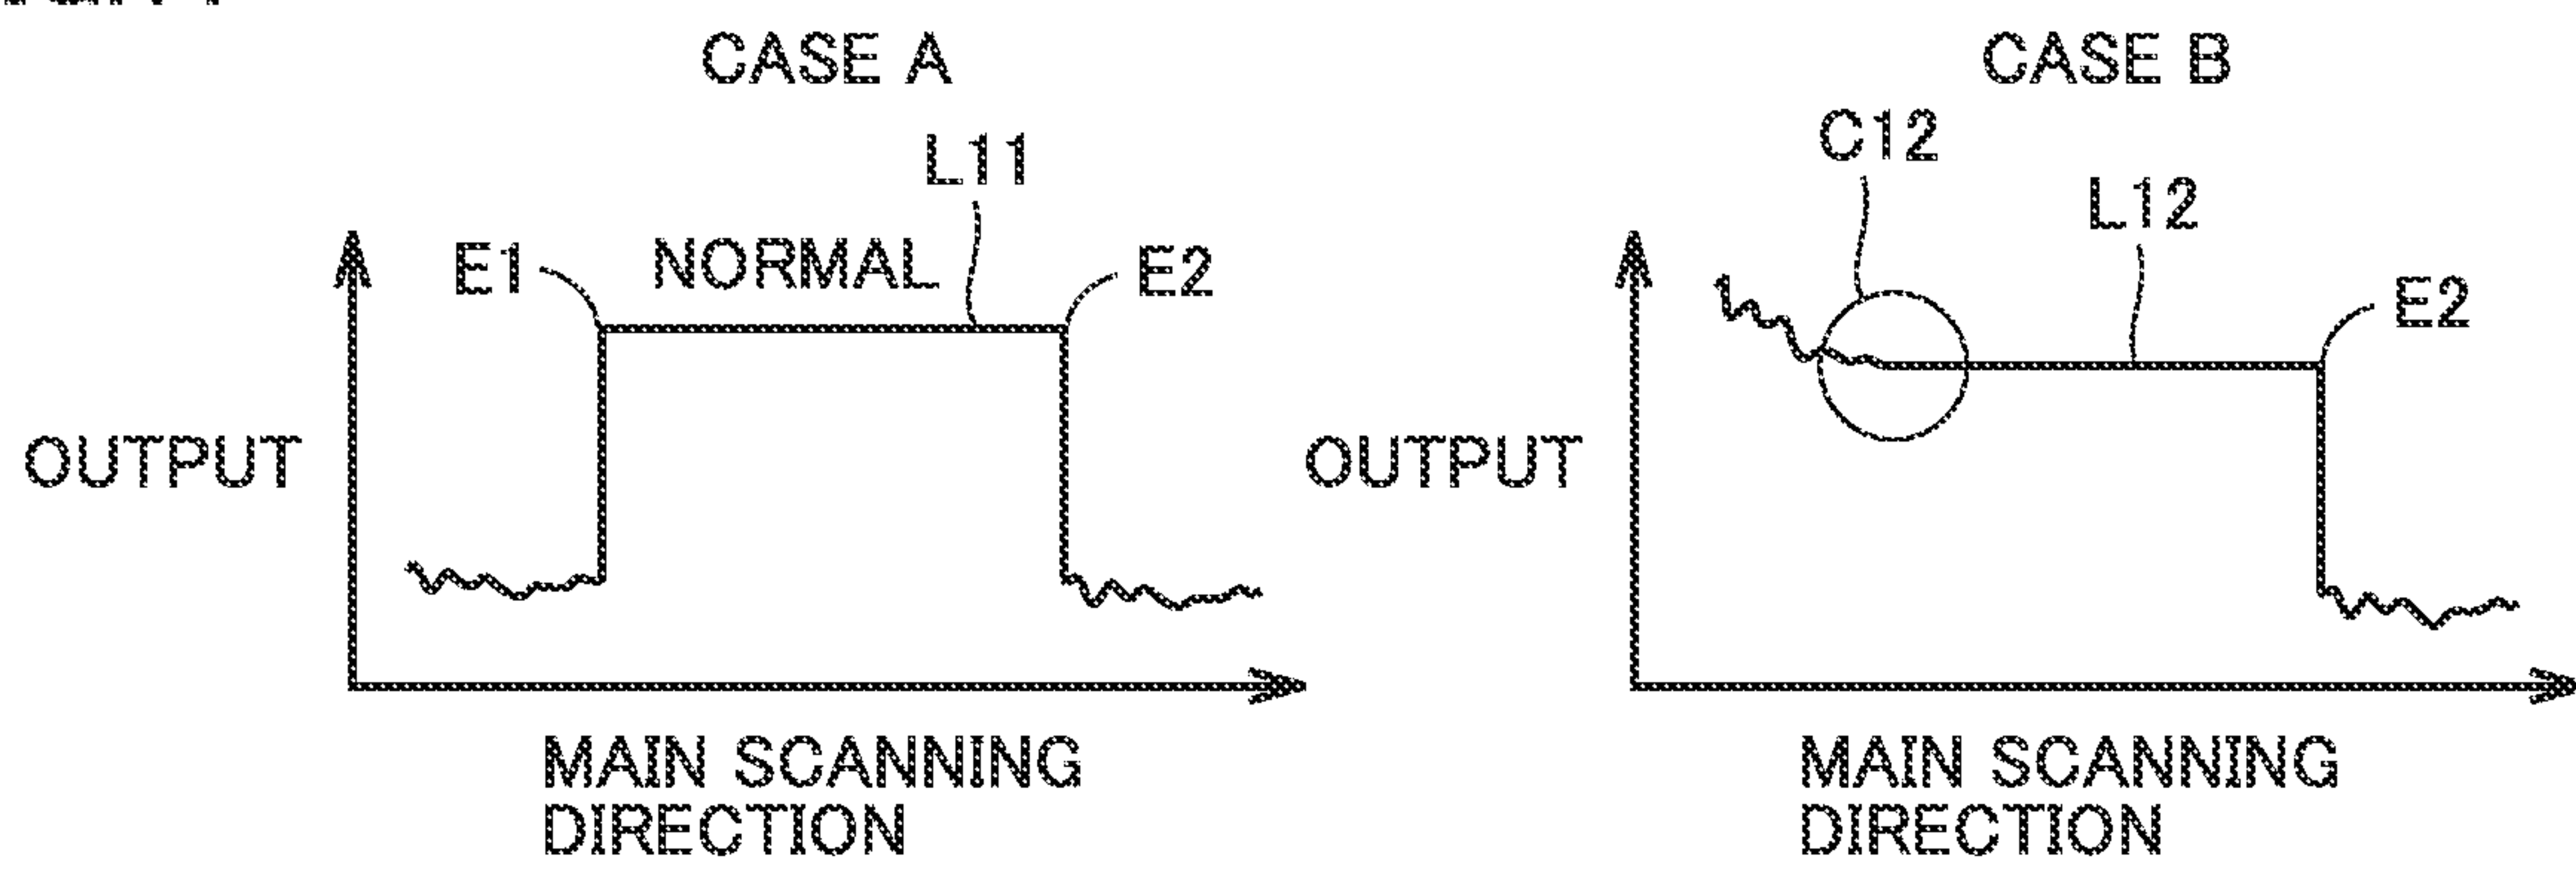 CASE A
L11
E1
NORMAL
E2
OUTPUT
MAIN SCANNING
DIRECTION
CASE B
C12
L12
E2
OUTPUT
MAIN SCANNING
DIRECTION